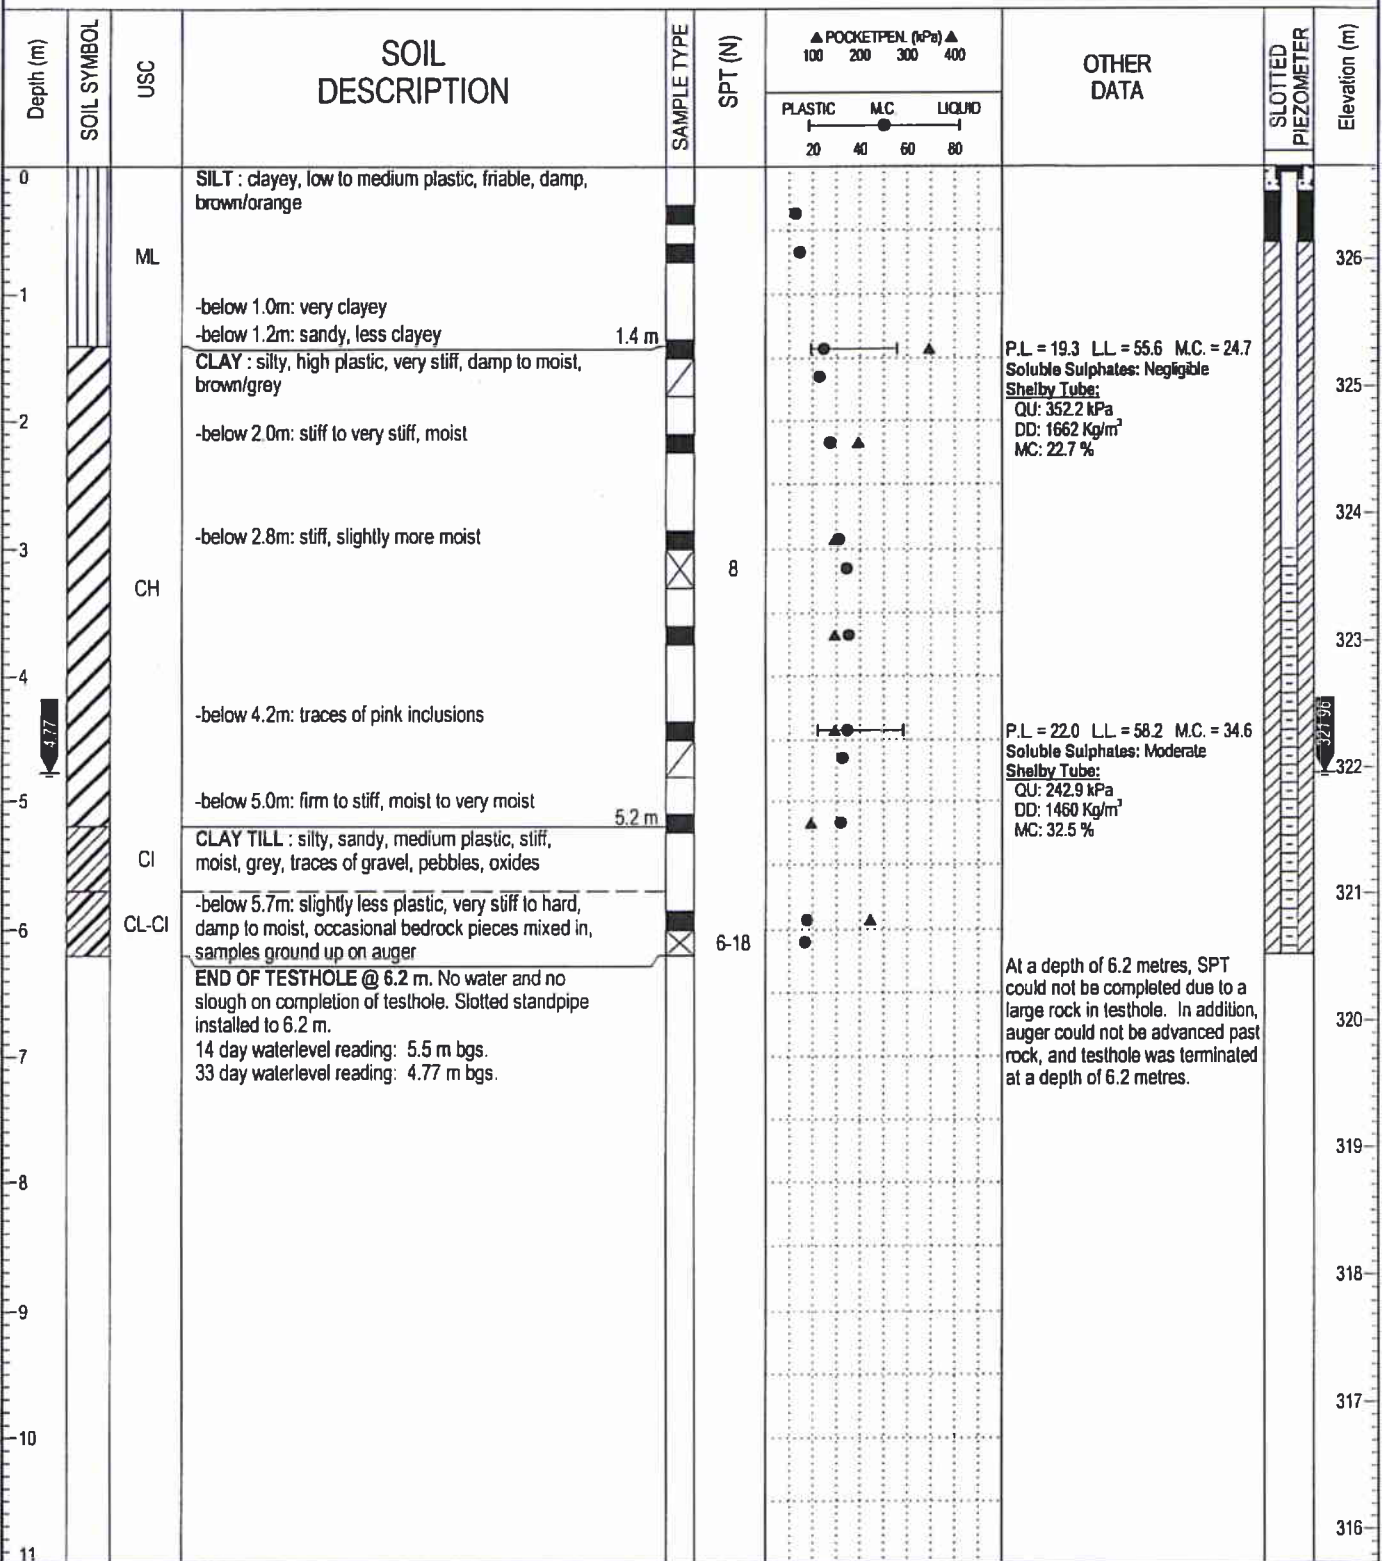 Depth (m)
SOIL SYMBOL
USC
SOIL
DESCRIPTION
SAMPLE TYPE
SPT (N)
▲ POCKETPEN. (kPa) ▲
100 200 300 400
PLASTIC M.C. LIQUID
20 40 60 80
OTHER
DATA
SLOTTED
PIEZOMETER
Elevation (m)
0
SILT : clayey, low to medium plastic, friable, damp,
brown/orange
ML
326
1
-below 1.0m: very clayey
-below 1.2m: sandy, less clayey 1.4 m
CLAY : silty, high plastic, very stiff, damp to moist,
brown/grey
P.L. = 19.3 L.L. = 55.6 M.C. = 24.7
Soluble Sulphates: Negligible
Shelby Tube:
QU: 352.2 kPa
DD: 1662 Kg/m³
MC: 22.7 %
325
2
-below 2.0m: stiff to very stiff, moist
324
-below 2.8m: stiff, slightly more moist
3
8
CH
323
4
-below 4.2m: traces of pink inclusions
4.77
P.L. = 22.0 L.L. = 58.2 M.C. = 34.6
Soluble Sulphates: Moderate
Shelby Tube:
QU: 242.9 kPa
DD: 1460 Kg/m³
MC: 32.5 %
321.96
322
5
-below 5.0m: firm to stiff, moist to very moist
5.2 m
CLAY TILL : silty, sandy, medium plastic, stiff,
moist, grey, traces of gravel, pebbles, oxides
CI
321
-below 5.7m: slightly less plastic, very stiff to hard,
damp to moist, occasional bedrock pieces mixed in,
samples ground up on auger
CL-CI
6
6-18
END OF TESTHOLE @ 6.2 m. No water and no
slough on completion of testhole. Slotted standpipe
installed to 6.2 m.
14 day waterlevel reading: 5.5 m bgs.
33 day waterlevel reading: 4.77 m bgs.
At a depth of 6.2 metres, SPT
could not be completed due to a
large rock in testhole. In addition,
auger could not be advanced past
rock, and testhole was terminated
at a depth of 6.2 metres.
320
7
319
8
318
9
317
10
316
11